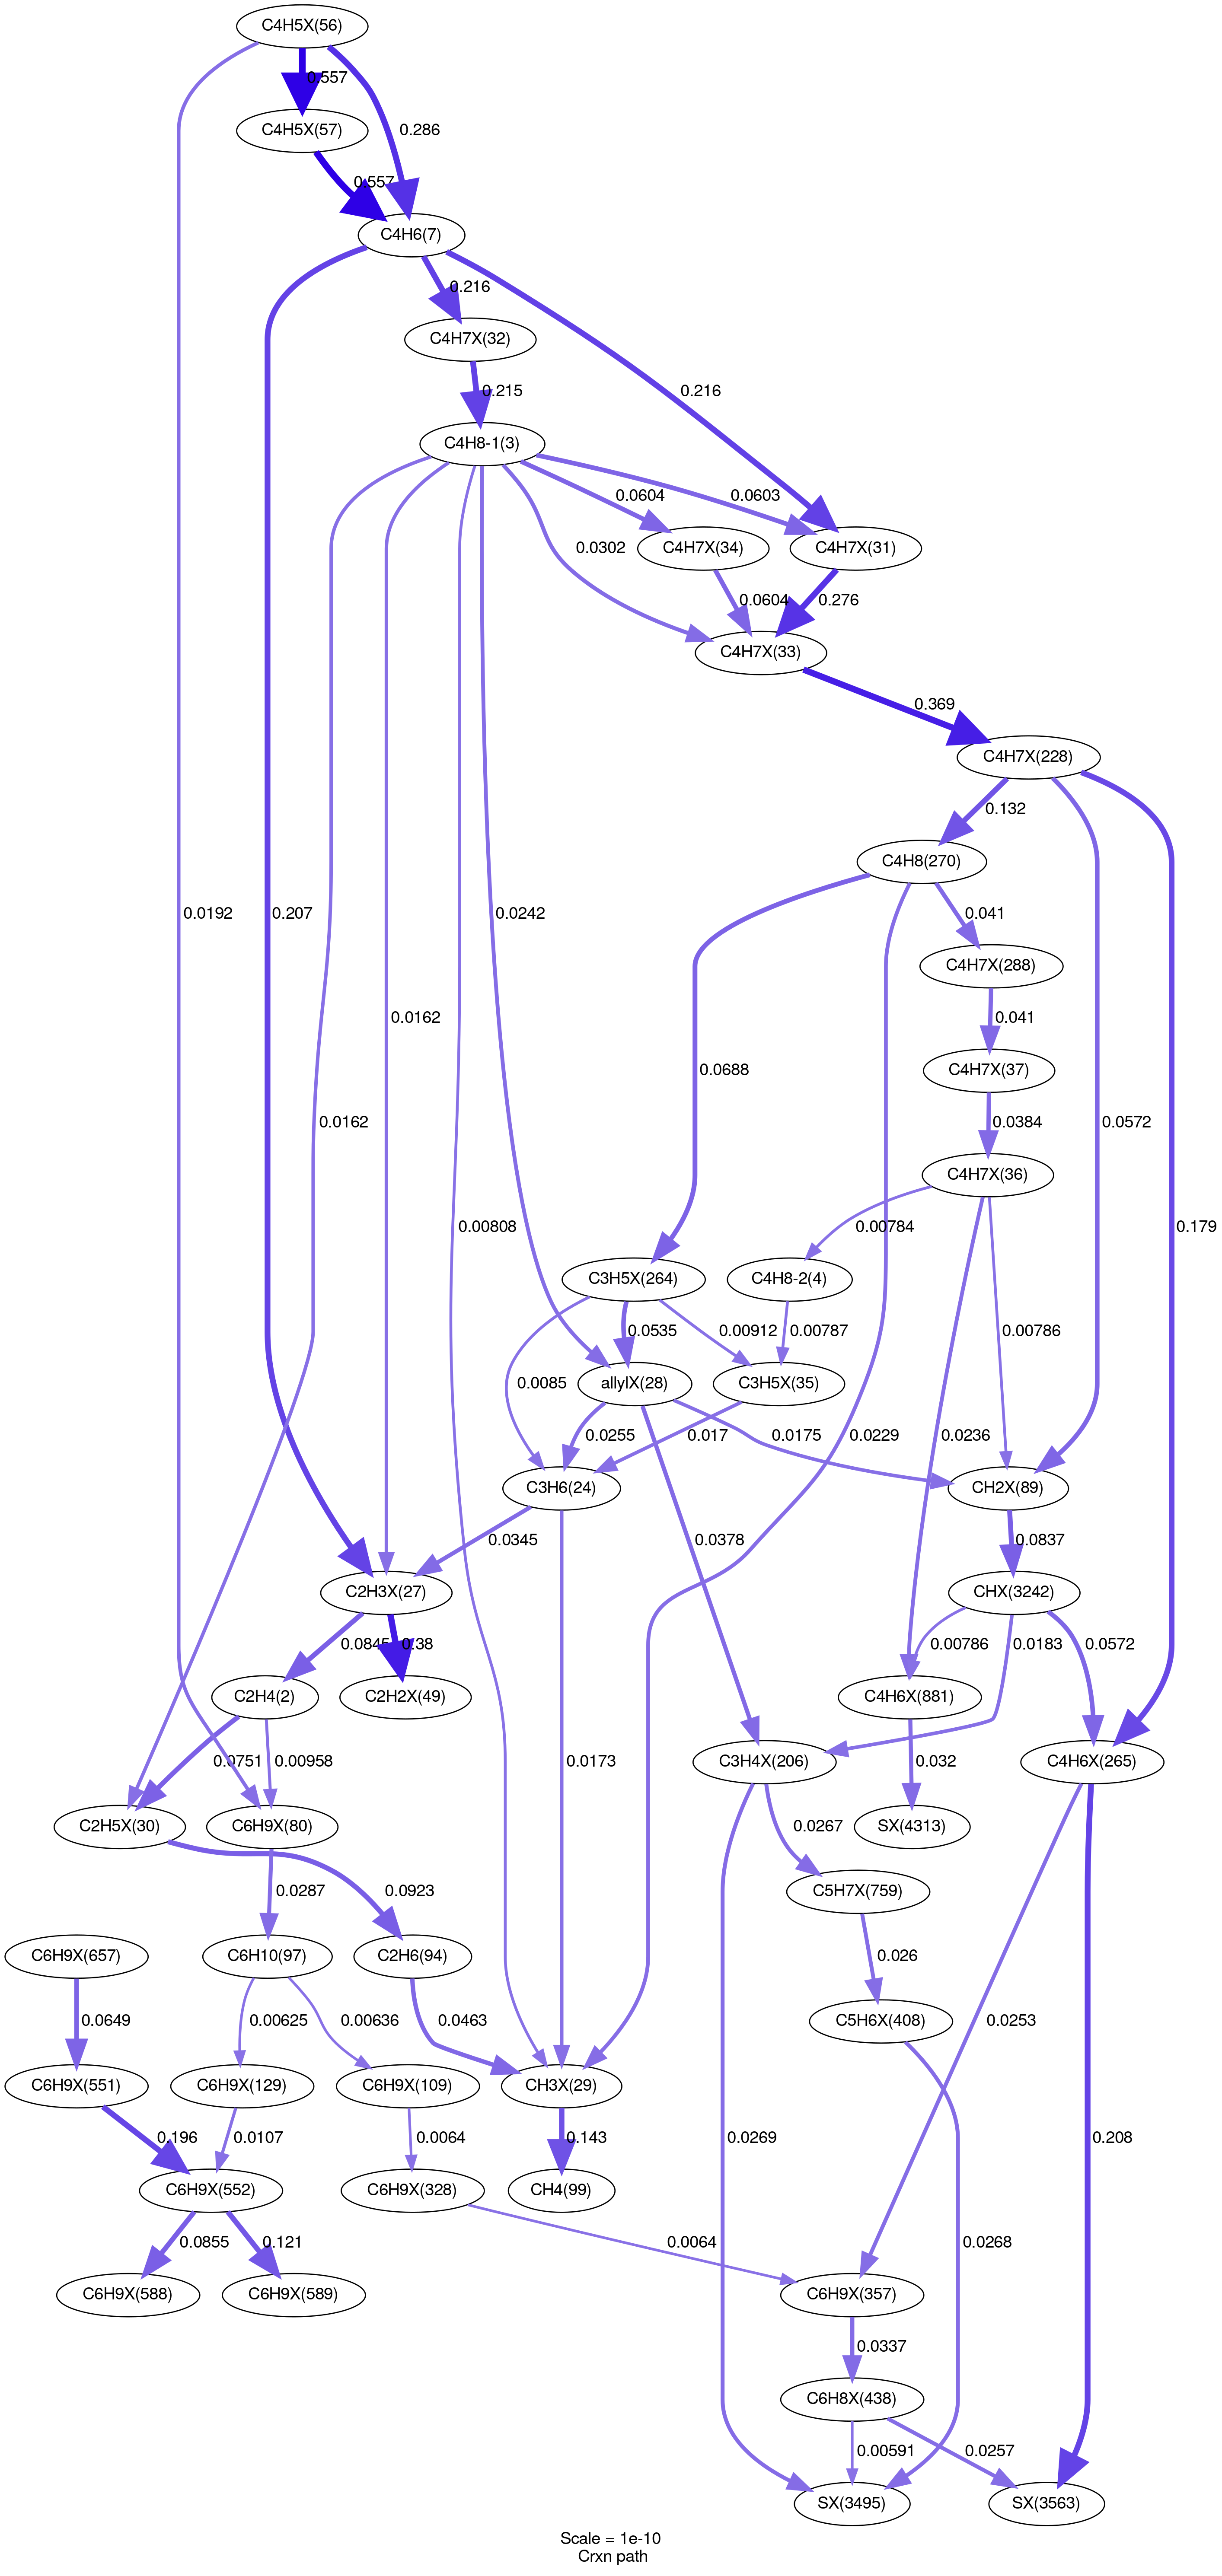 C4H5X(56)
0.557
C4H5X(57)
0.286
0.557
C4H6(7)
0.216
C4H7X(32)
0.215
0.216
C4H8-1(3)
0.0604
0.0603
0.0302
C4H7X(34)
C4H7X(31)
0.0604
0.276
C4H7X(33)
0.369
C4H7X(228)
0.132
C4H8(270)
0.0192
0.207
0.0242
0.041
C4H7X(288)
0.0162
0.041
0.0688
C4H7X(37)
0.0162
0.0384
0.0572
C4H7X(36)
0.00808
0.00784
0.179
C3H5X(264)
C4H8-2(4)
0.0535
0.00912
0.00787
0.00786
0.0085
allylX(28)
C3H5X(35)
0.0255
0.017
0.0175
0.0229
0.0236
C3H6(24)
CH2X(89)
0.0345
0.0378
0.0837
C2H3X(27)
CHX(3242)
0.0845
0.38
0.00786
0.0183
0.0572
C2H4(2)
C2H2X(49)
C4H6X(881)
0.0751
0.00958
0.0173
C3H4X(206)
0.032
C4H6X(265)
C2H5X(30)
C6H9X(80)
0.0267
SX(4313)
0.0287
0.0923
C5H7X(759)
C6H9X(657)
C6H10(97)
C2H6(94)
0.026
0.0649
0.00625
0.00636
0.0463
C5H6X(408)
0.0253
C6H9X(551)
C6H9X(129)
C6H9X(109)
CH3X(29)
0.196
0.0107
0.0064
0.143
0.0269
0.208
C6H9X(552)
C6H9X(328)
CH4(99)
0.0855
0.121
0.0064
0.0268
C6H9X(588)
C6H9X(589)
C6H9X(357)
0.0337
C6H8X(438)
0.00591
0.0257
SX(3495)
SX(3563)
Scale = 1e-10
Crxn path